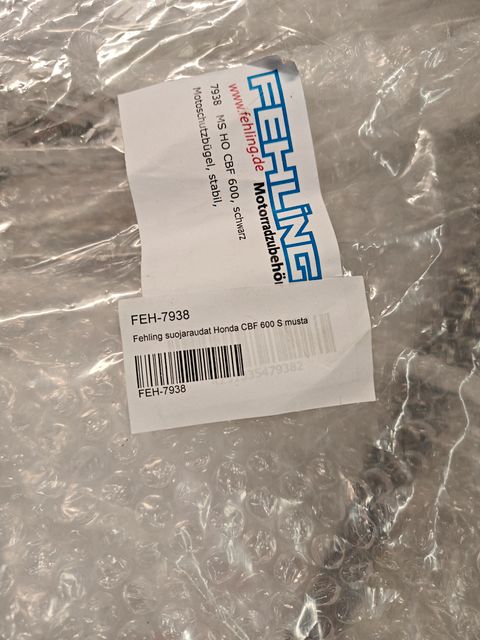 FEHLiNG
www.fehling.de Motorradzubehör
7938 MS HO CBF 600, schwarz
Motoschutzbügel, stabil,
FEH-7938
Fehling suojaraudat Honda CBF 600 S musta
FEH-7938